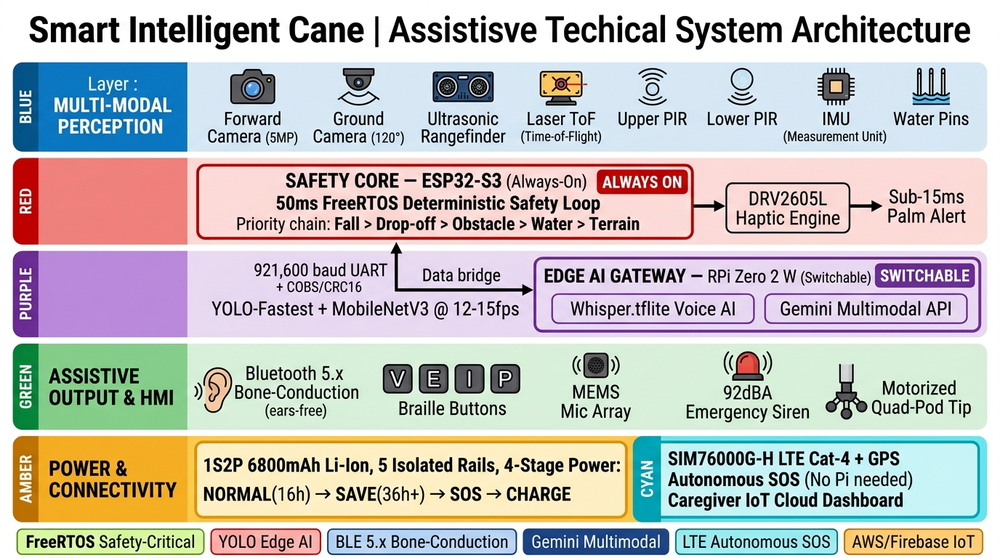 Smart Intelligent Cane | Assistisve Techical System Architecture
BLUE
Layer :
MULTI-MODAL
PERCEPTION
Forward
Camera (5MP)
Ground
Camera (120°)
Ultrasonic
Rangefinder
Laser ToF
(Time-of-Flight)
Upper PIR
Lower PIR
IMU
(Measurement Unit)
Water Pins
RED
SAFETY CORE — ESP32-S3 (Always-On)
ALWAYS ON
50ms FreeRTOS Deterministic Safety Loop
Priority chain: Fall > Drop-off > Obstacle > Water > Terrain
DRV2605L
Haptic Engine
Sub-15ms
Palm Alert
PURPLE
921,600 baud UART
+ COBS/CRC16
Data bridge
YOLO-Fastest + MobileNetV3 @ 12-15fps
EDGE AI GATEWAY — RPi Zero 2 W (Switchable)
SWITCHABLE
Whisper.tflite Voice AI
Gemini Multimodal API
GREEN
ASSISTIVE
OUTPUT & HMI
Bluetooth 5.x
Bone-Conduction
(ears-free)
V E I P
Braille Buttons
MEMS
Mic Array
92dBA
Emergency Siren
Motorized
Quad-Pod Tip
AMBER
POWER &
CONNECTIVITY
1S2P 6800mAh Li-Ion, 5 Isolated Rails, 4-Stage Power:
NORMAL(16h) → SAVE(36h+) → SOS → CHARGE
CYAN
SIM76000G-H LTE Cat-4 + GPS
Autonomous SOS (No Pi needed)
Caregiver IoT Cloud Dashboard
FreeRTOS Safety-Critical
YOLO Edge AI
BLE 5.x Bone-Conduction
Gemini Multimodal
LTE Autonomous SOS
AWS/Firebase IoT